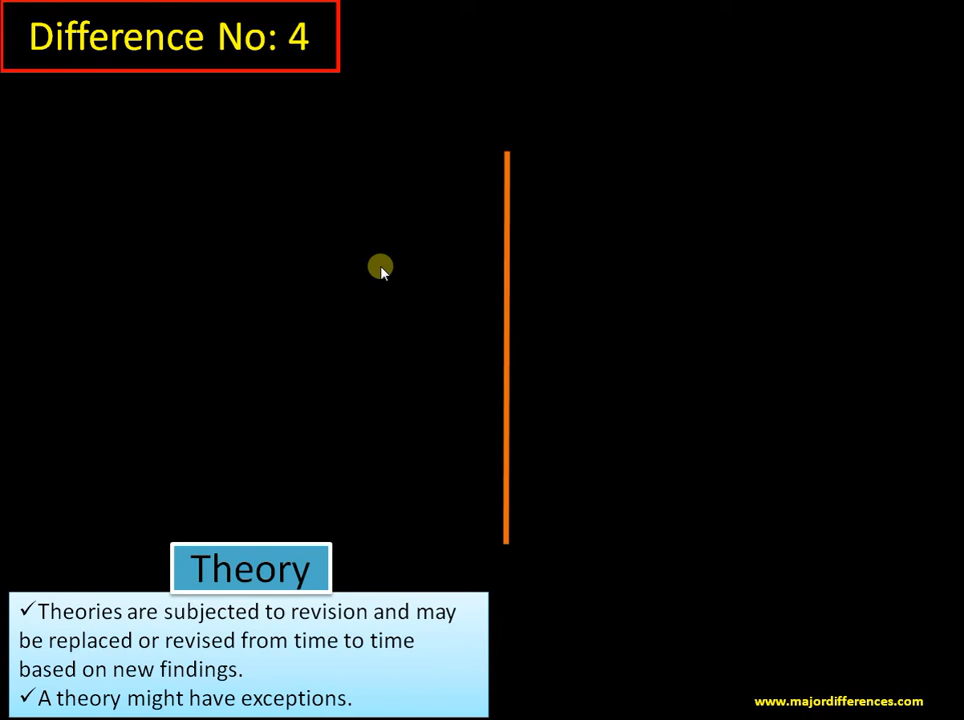 Difference No: 4
Theory
✓Theories are subjected to revision and may
be replaced or revised from time to time
based on new findings.
✓A theory might have exceptions.
www.majordifferences.com